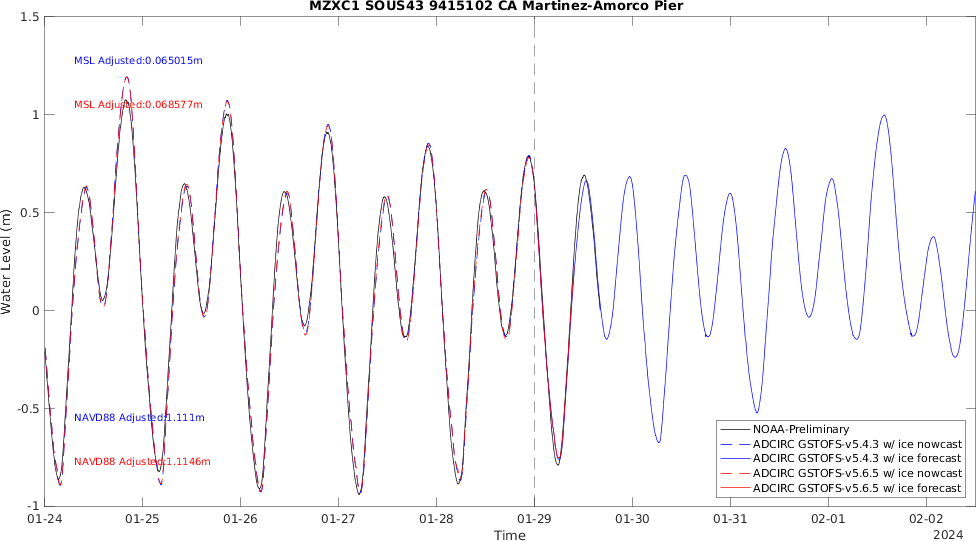 MZXC1 SOUS43 9415102 CA Martinez-Amorco Pier
1.5
1
0.5
0
-0.5
-1
Water Level (m)
MSL Adjusted:0.065015m
MSL Adjusted:0.068577m
NAVD88 Adjusted:1.111m
NAVD88 Adjusted:1.1146m
NOAA-Preliminary
ADCIRC GSTOFS-v5.4.3 w/ ice nowcast
ADCIRC GSTOFS-v5.4.3 w/ ice forecast
ADCIRC GSTOFS-v5.6.5 w/ ice nowcast
ADCIRC GSTOFS-v5.6.5 w/ ice forecast
01-24 01-25 01-26 01-27 01-28 01-29 01-30 01-31 02-01 02-02
Time
2024